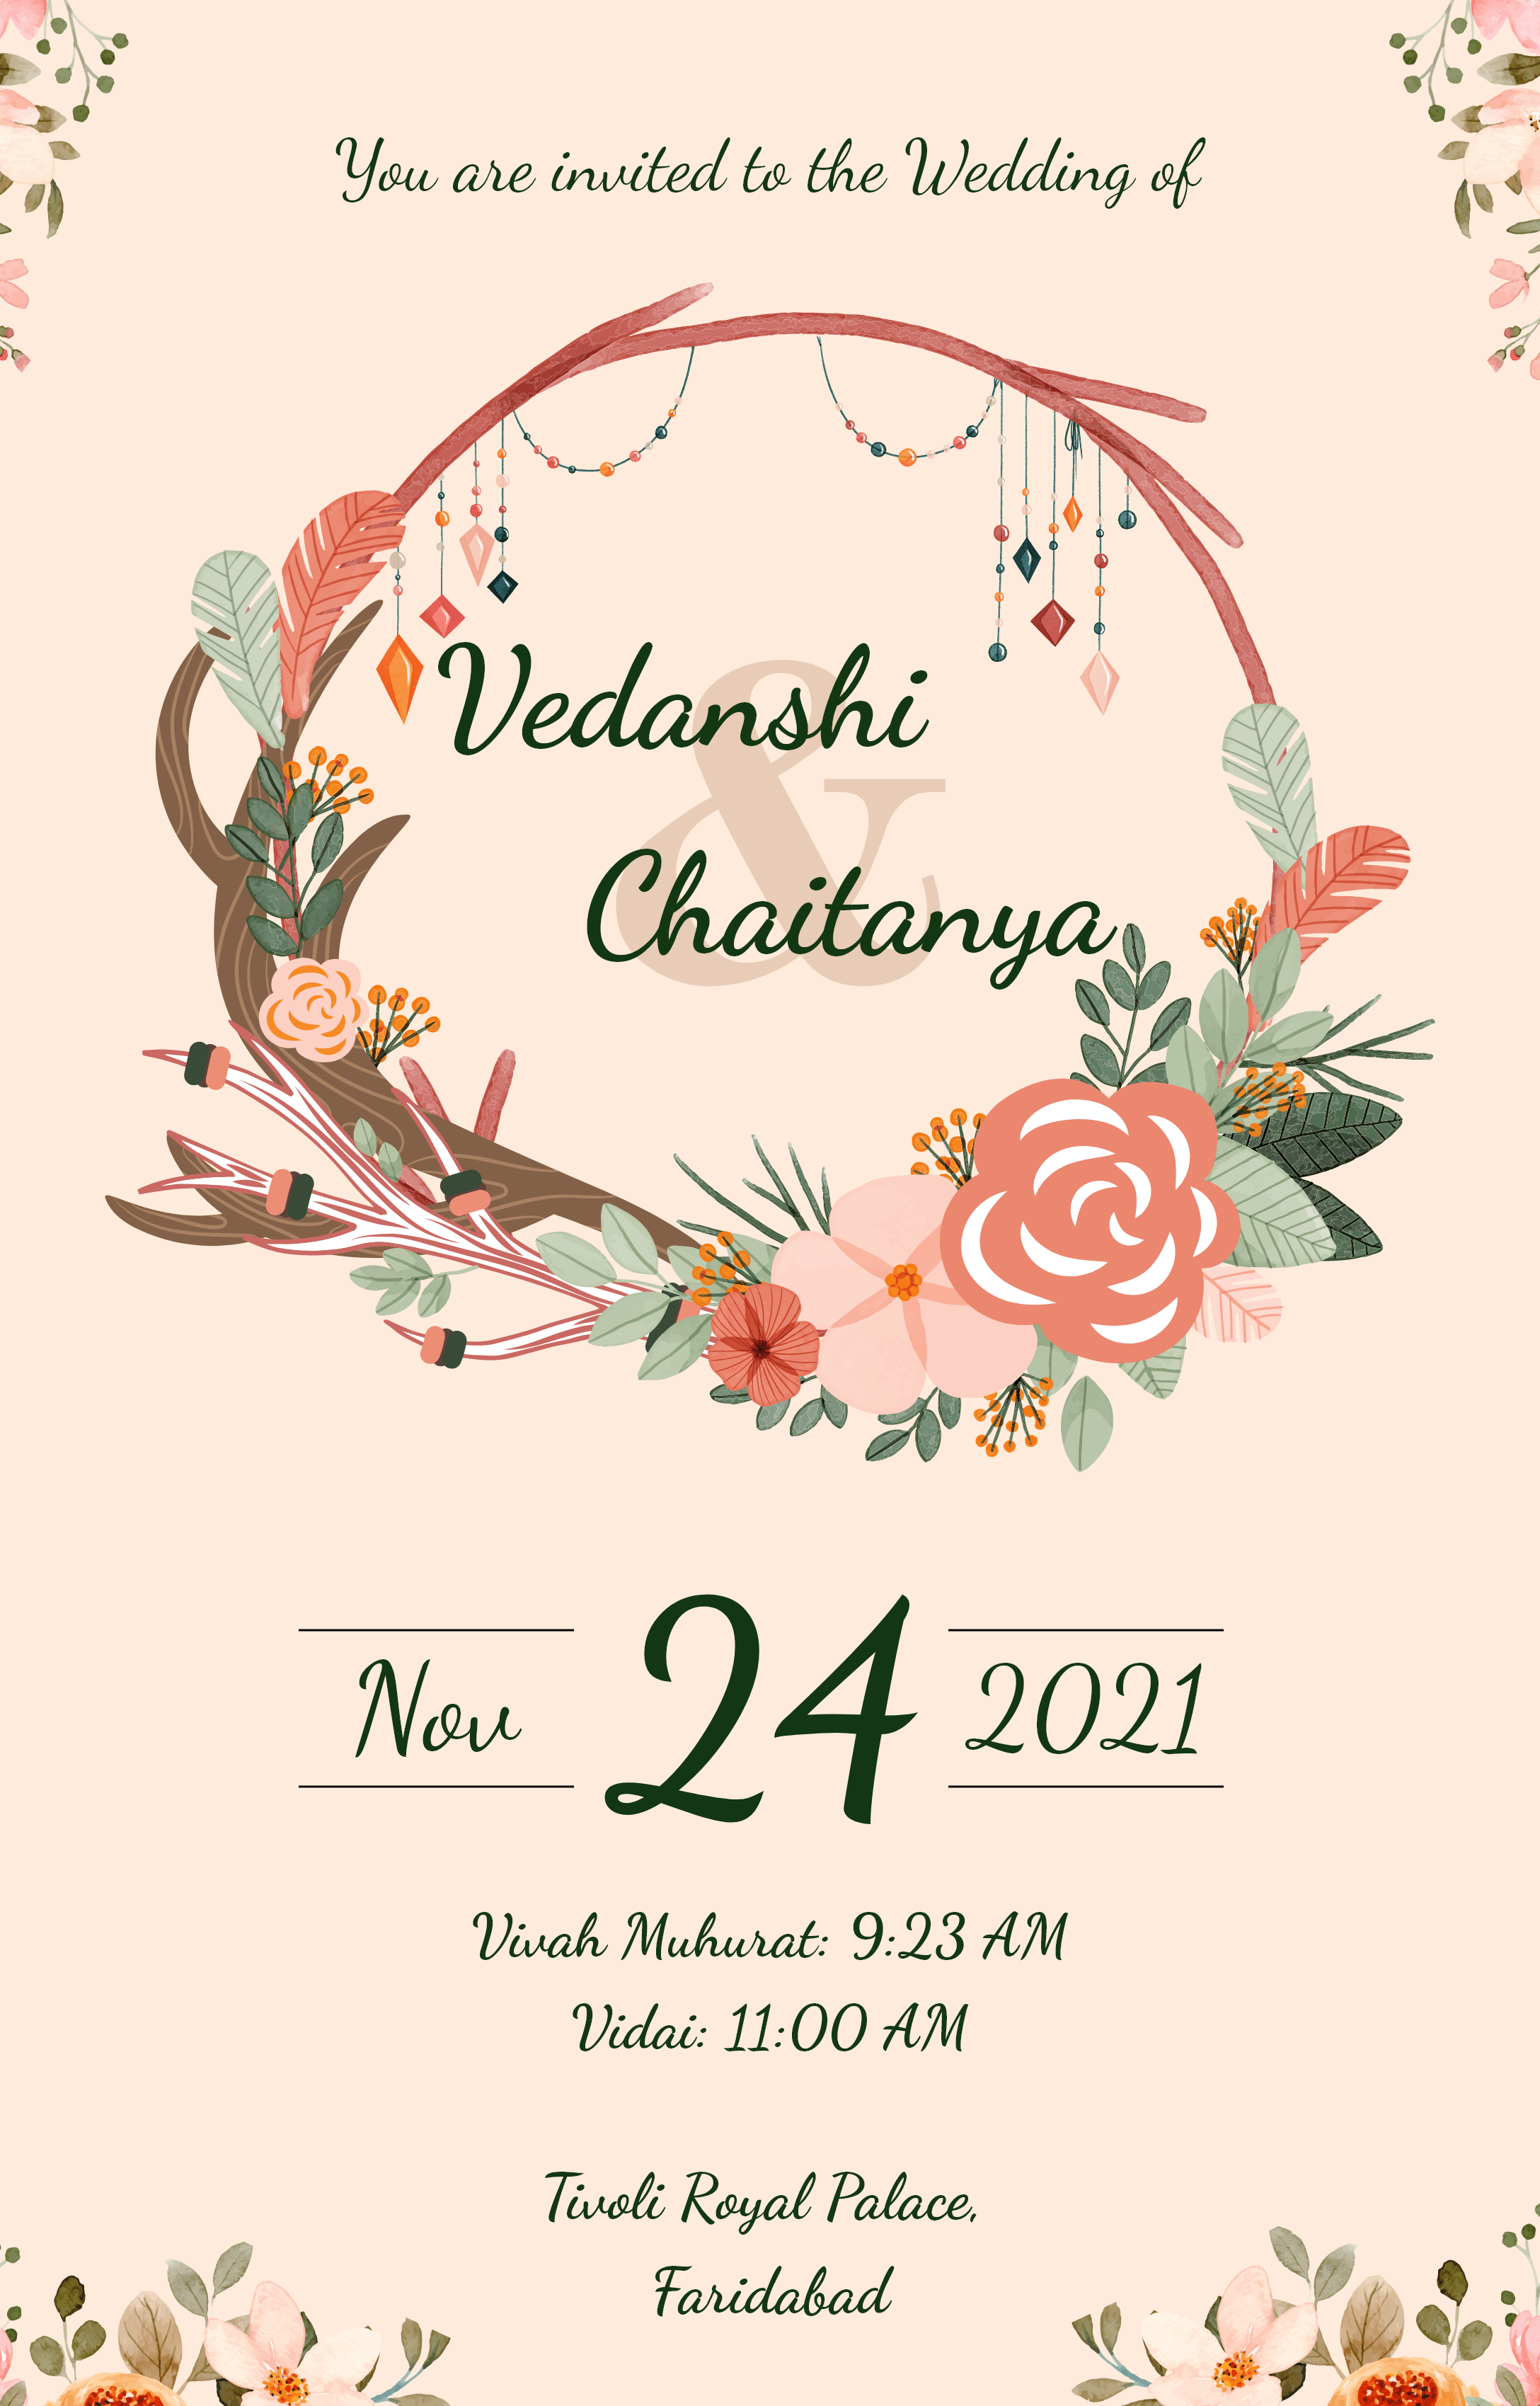 You are invited to the Wedding of
Vedanshi
&
Chaitanya
Nov 24 2021
Vivah Muhurat: 9:23 AM
Vidai: 11:00 AM
Tivoli Royal Palace,
Faridabad